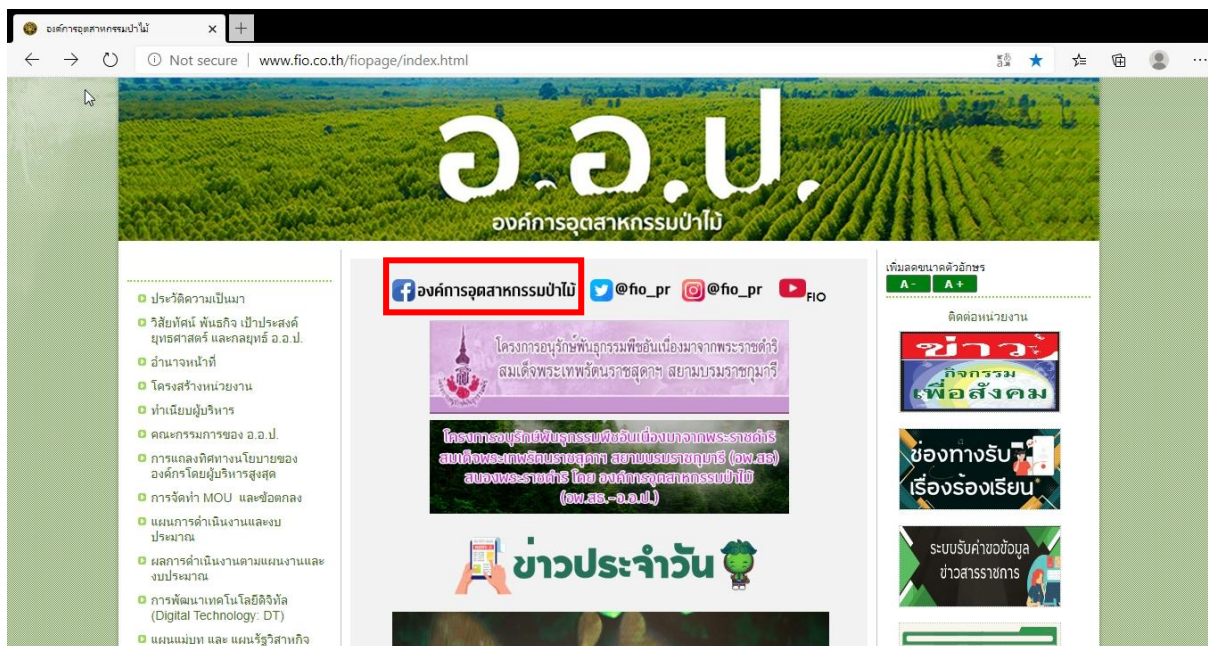 องค์การอุตสาหกรรมป่าไม้
Not secure | www.fio.co.th/fiopage/index.html
อ.อ.ป.
องค์การอุตสาหกรรมป่าไม้
ประวัติความเป็นมา
วิสัยทัศน์ พันธกิจ เป้าประสงค์
ยุทธศาสตร์ และกลยุทธ์ อ.อ.ป.
อำนาจหน้าที่
โครงสร้างหน่วยงาน
ทำเนียบผู้บริหาร
คณะกรรมการของ อ.อ.ป.
การแถลงทิศทางนโยบายของ
องค์กรโดยผู้บริหารสูงสุด
การจัดทำ MOU และข้อตกลง
แผนการดำเนินงานและงบ
ประมาณ
ผลการดำเนินงานตามแผนงานและ
งบประมาณ
การพัฒนาเทคโนโลยีดิจิทัล
(Digital Technology: DT)
แผนแม่บท และ แผนรัฐวิสาหกิจ
องค์การอุตสาหกรรมป่าไม้ @fio_pr @fio_pr FIO
โครงการอนุรักษ์พันธุกรรมพืชอันเนื่องมาจากพระราชดำริ
สมเด็จพระเทพรัตนราชสุดาฯ สยามบรมราชกุมารี
โครงการอนุรักษ์พันธุกรรมพืชอันเนื่องมาจากพระราชดำริ
สมเด็จพระเทพรัตนราชสุดาฯ สยามบรมราชกุมารี (อพ.สธ)
สนองพระราชดำริ โดย องค์การอุตสาหกรรมป่าไม้
(อพ.สธ.-อ.อ.ป.)
ข่าวประจำวัน
เพิ่มลดขนาดตัวอักษร
A - A +
ติดต่อหน่วยงาน
ข่าว
กิจกรรม
เพื่อสังคม
ช่องทางรับ
เรื่องร้องเรียน
ระบบรับคำขอข้อมูล
ข่าวสารราชการ